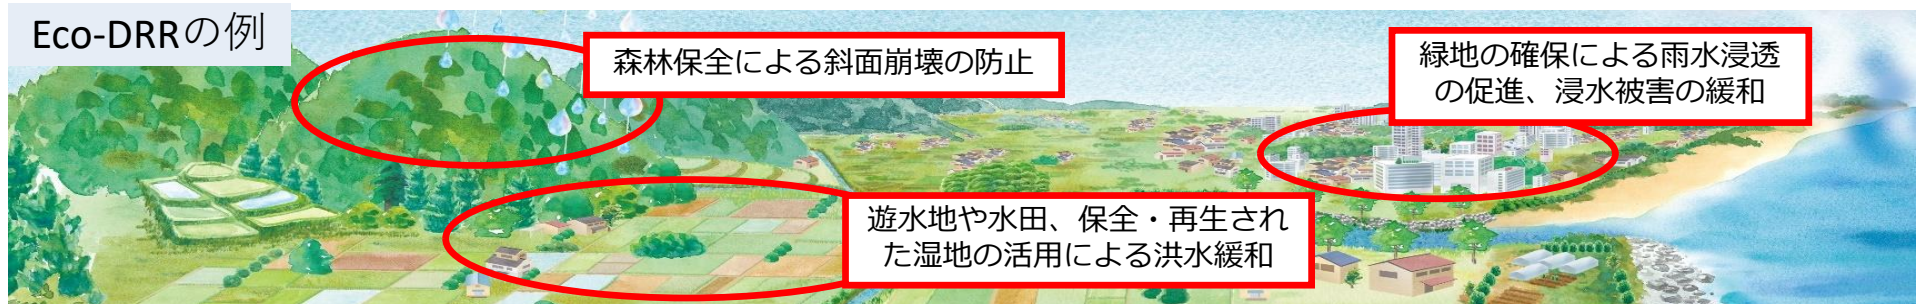 Eco-DRRの例
森林保全による斜面崩壊の防止
緑地の確保による雨水浸透
の促進、浸水被害の緩和
遊水地や水田、保全・再生され
た湿地の活用による洪水緩和